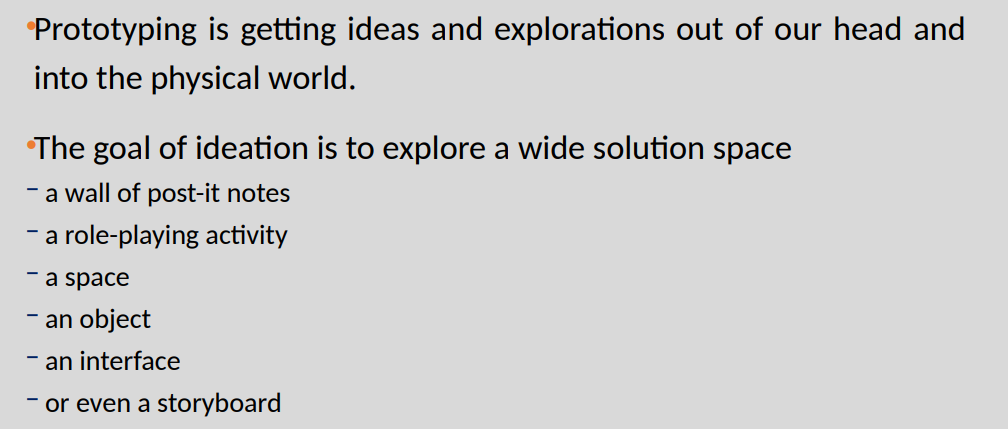 •Prototyping is getting ideas and explorations out of our head and
into the physical world.
•The goal of ideation is to explore a wide solution space
– a wall of post-it notes
– a role-playing activity
– a space
– an object
– an interface
– or even a storyboard